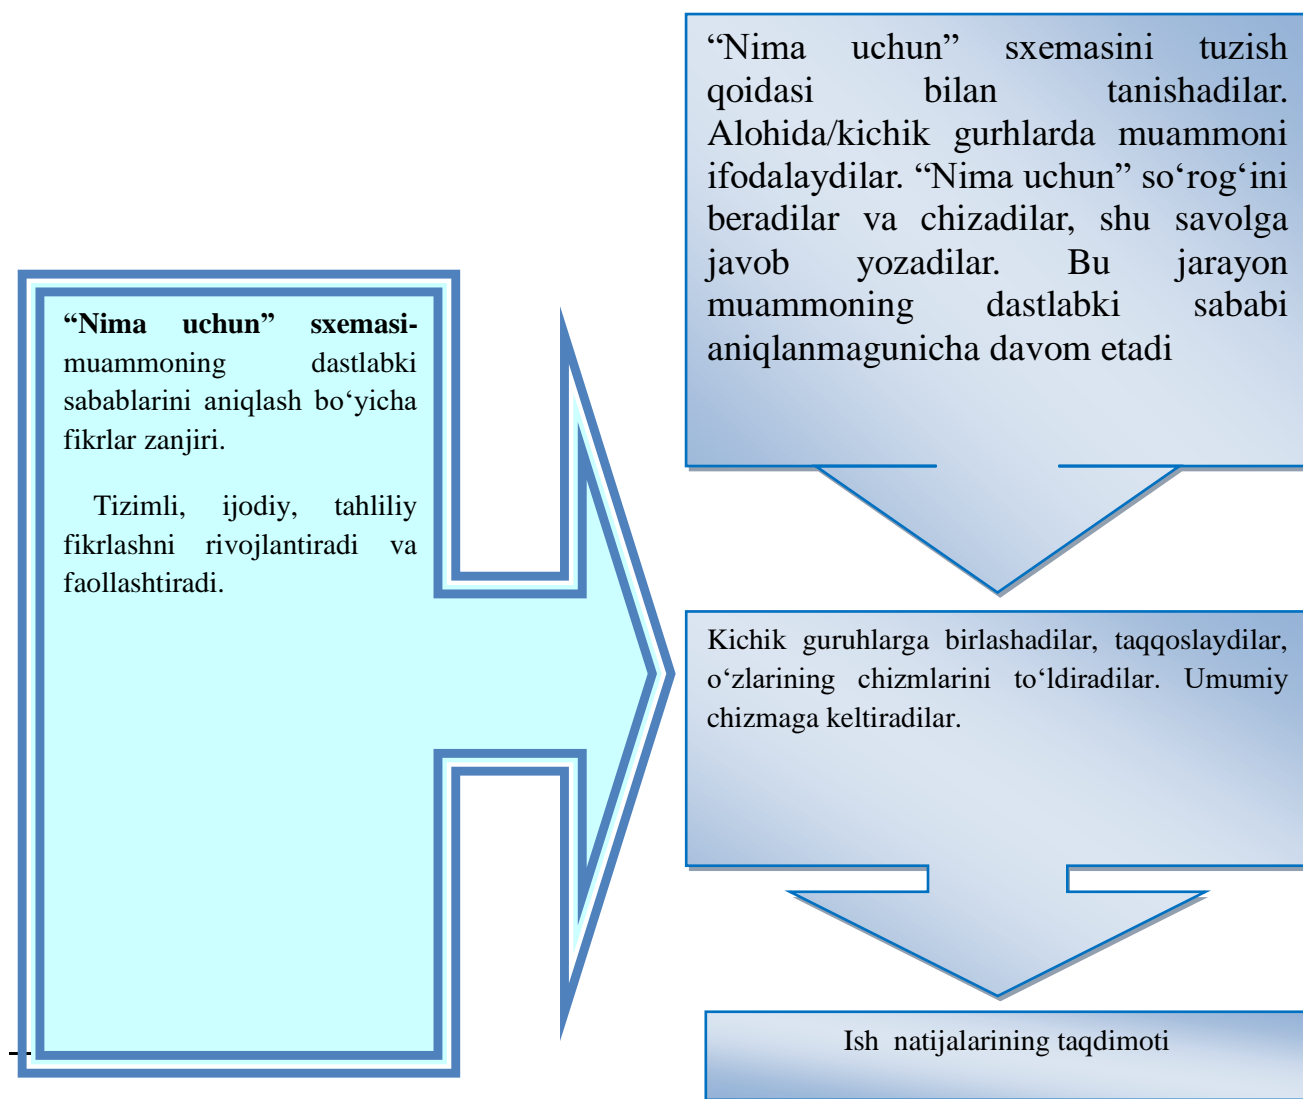 “Nima uchun” sxemasi-
muammoning dastlabki
sabablarini aniqlash bo‘yicha
fikrlar zanjiri.
Tizimli, ijodiy, tahliliy
fikrlashni rivojlantiradi va
faollashtiradi.
“Nima uchun” sxemasini tuzish
qoidasi bilan tanishadilar.
Alohida/kichik gurhlarda muammoni
ifodalaydilar. “Nima uchun” so‘rog‘ini
beradilar va chizadilar, shu savolga
javob yozadilar. Bu jarayon
muammoning dastlabki sababi
aniqlanmagunicha davom etadi
Kichik guruhlarga birlashadilar, taqqoslaydilar,
o‘zlarining chizmlarini to‘ldiradilar. Umumiy
chizmaga keltiradilar.
Ish natijalarining taqdimoti